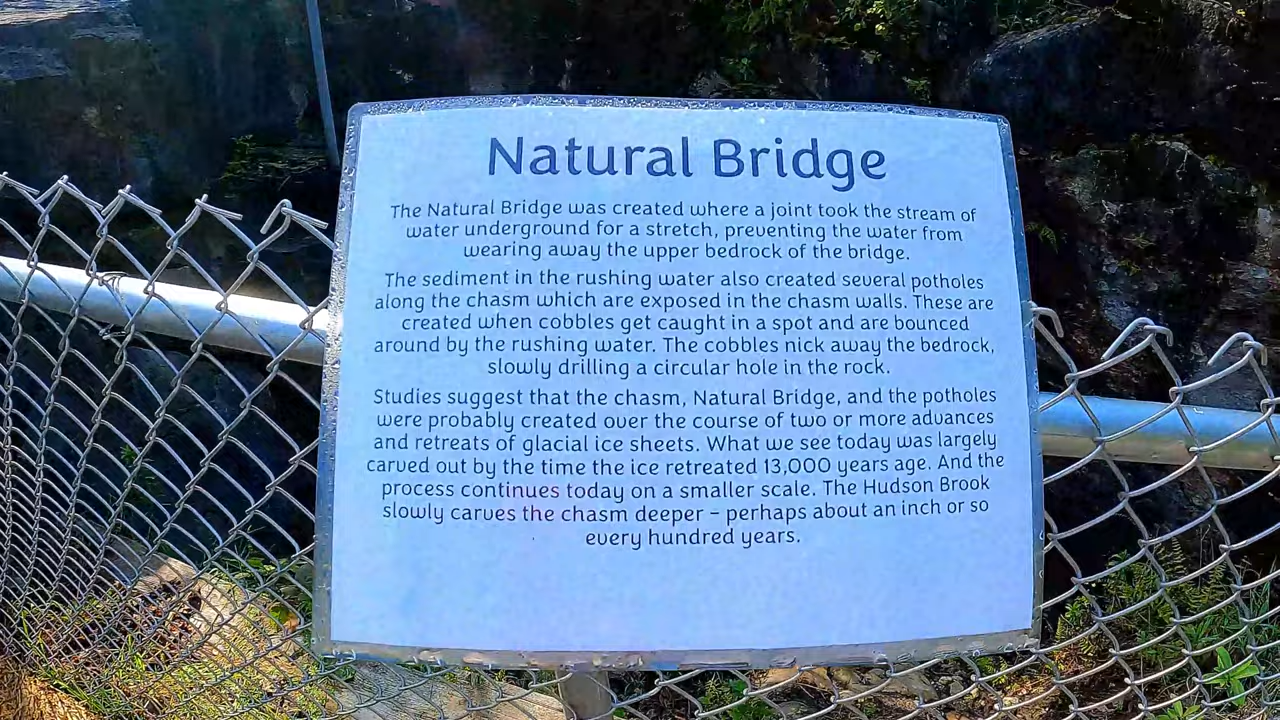 Natural Bridge
The Natural Bridge was created where a joint took the stream of
water underground for a stretch, preventing the water from
wearing away the upper bedrock of the bridge.
The sediment in the rushing water also created several potholes
along the chasm which are exposed in the chasm walls. These are
created when cobbles get caught in a spot and are bounced
around by the rushing water. The cobbles nick away the bedrock,
slowly drilling a circular hole in the rock.
Studies suggest that the chasm, Natural Bridge, and the potholes
were probably created over the course of two or more advances
and retreats of glacial ice sheets. What we see today was largely
carved out by the time the ice retreated 13,000 years age. And the
process continues today on a smaller scale. The Hudson Brook
slowly carves the chasm deeper – perhaps about an inch or so
every hundred years.